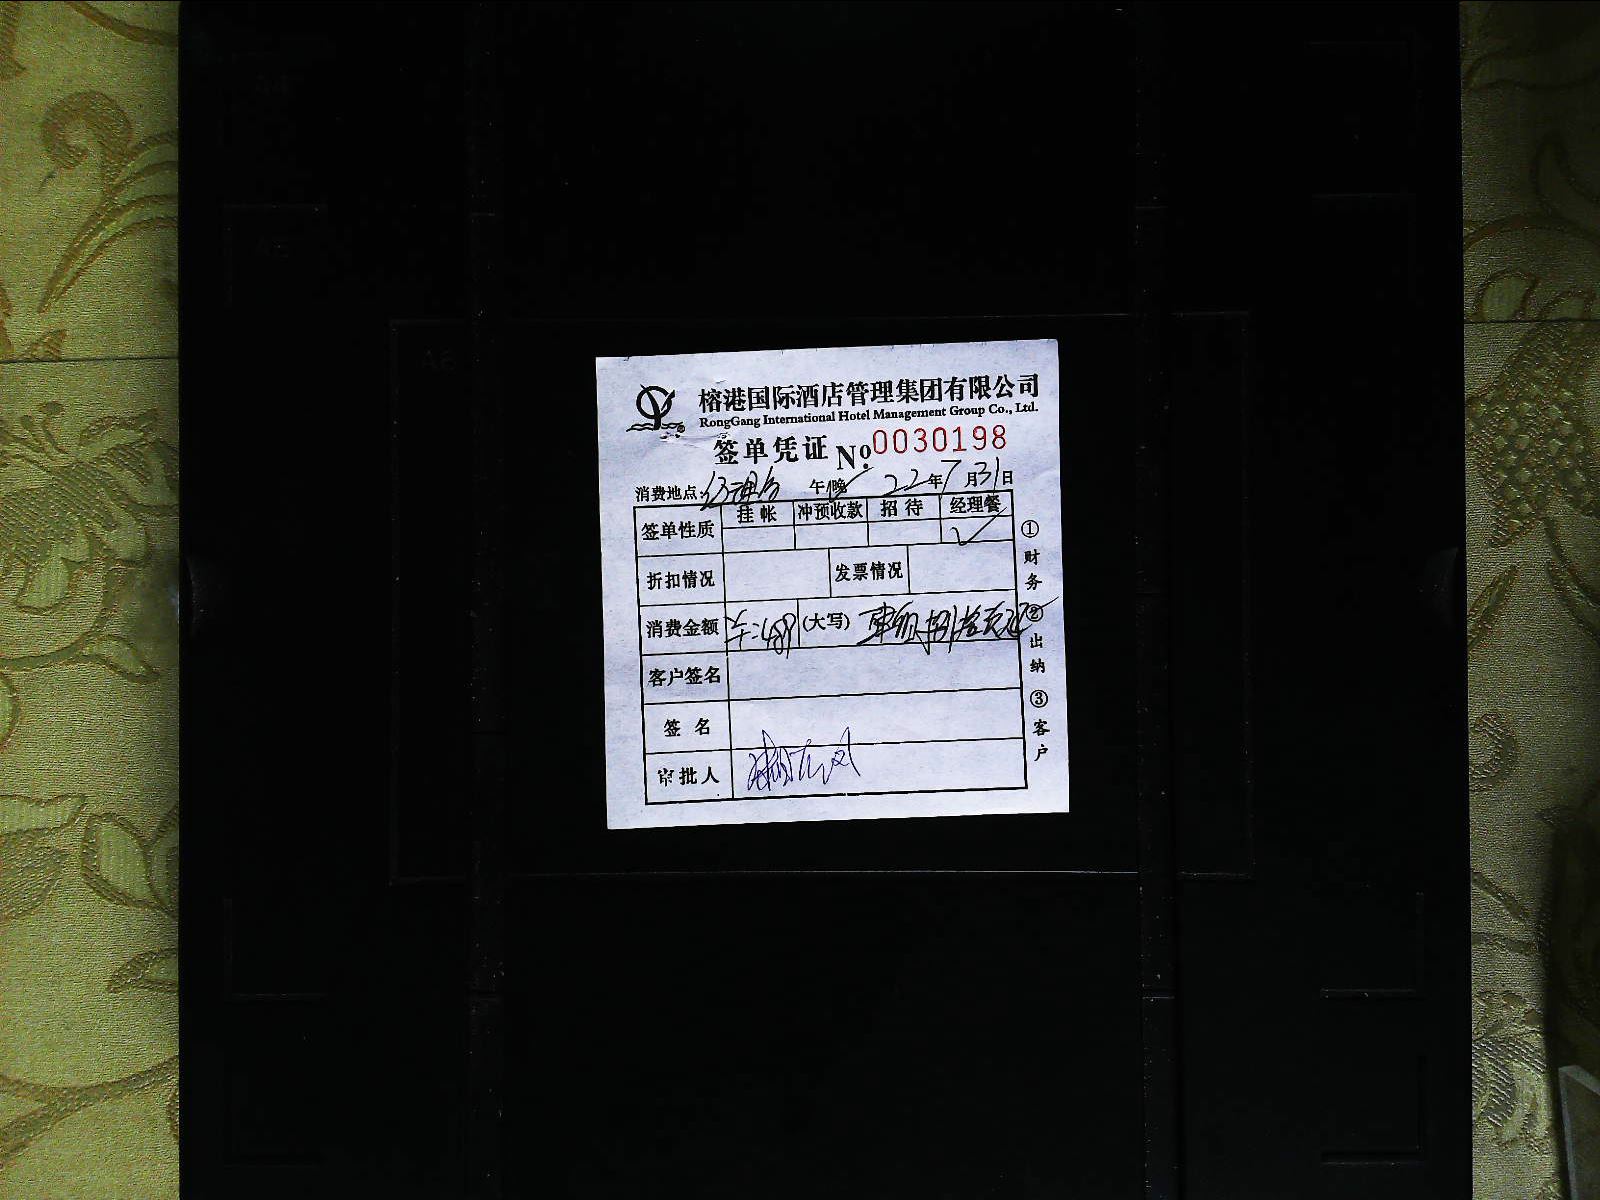 榕港国际酒店管理集团有限公司
RongGang International Hotel Management Group Co., Ltd.
签单凭证 No. 0030198
消费地点: 午 晚 22年7月31日
签单性质 挂帐 冲预收款 招待 经理餐
折扣情况 发票情况
消费金额 (大写)
客户签名
签名
审批人
①财务 ②出纳 ③客户